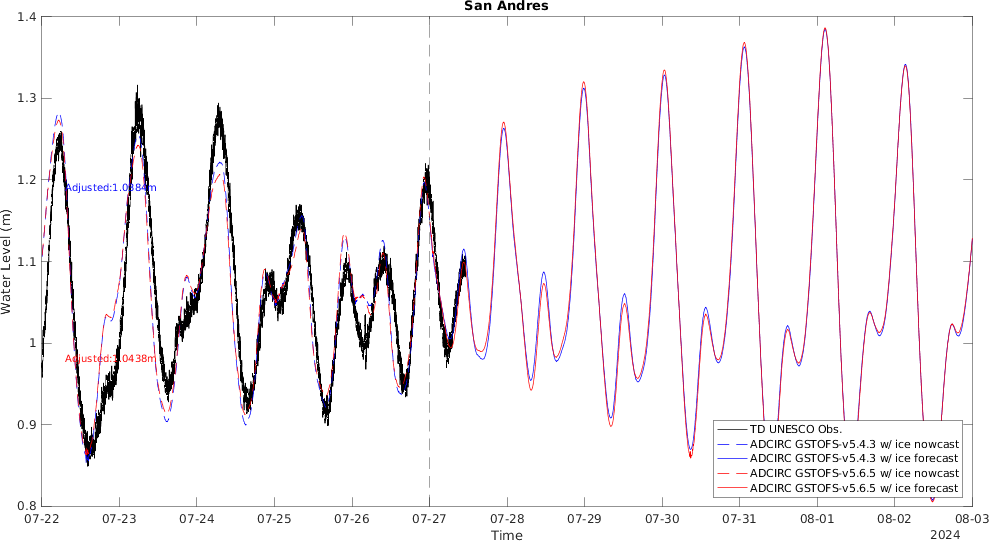 San Andres
1.4
1.3
1.2
1.1
1
0.9
0.8
Water Level (m)
Adjusted:1.0384m
Adjusted:1.0438m
TD UNESCO Obs.
ADCIRC GSTOFS-v5.4.3 w/ ice nowcast
ADCIRC GSTOFS-v5.4.3 w/ ice forecast
ADCIRC GSTOFS-v5.6.5 w/ ice nowcast
ADCIRC GSTOFS-v5.6.5 w/ ice forecast
07-22 07-23 07-24 07-25 07-26 07-27 07-28 07-29 07-30 07-31 08-01 08-02 08-03
Time
2024